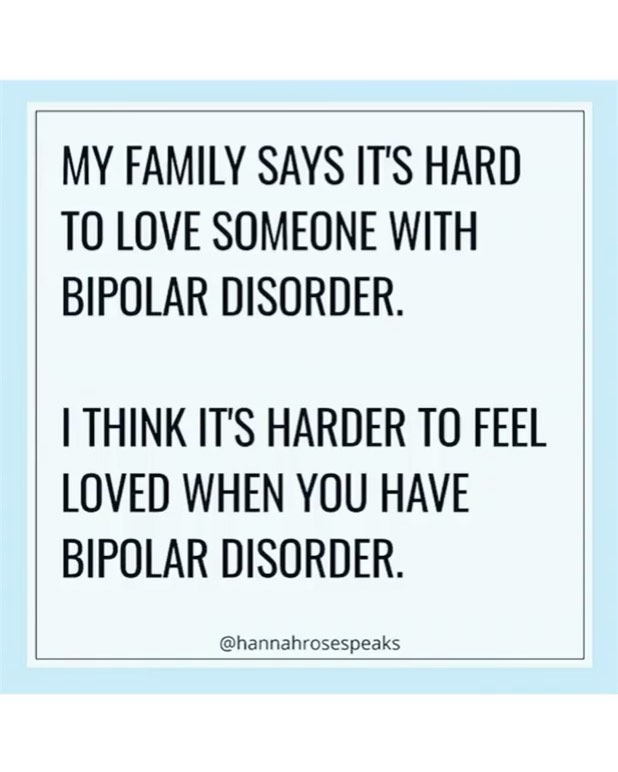 MY FAMILY SAYS IT'S HARD
TO LOVE SOMEONE WITH
BIPOLAR DISORDER.
I THINK IT'S HARDER TO FEEL
LOVED WHEN YOU HAVE
BIPOLAR DISORDER.
@hannahrosespeaks